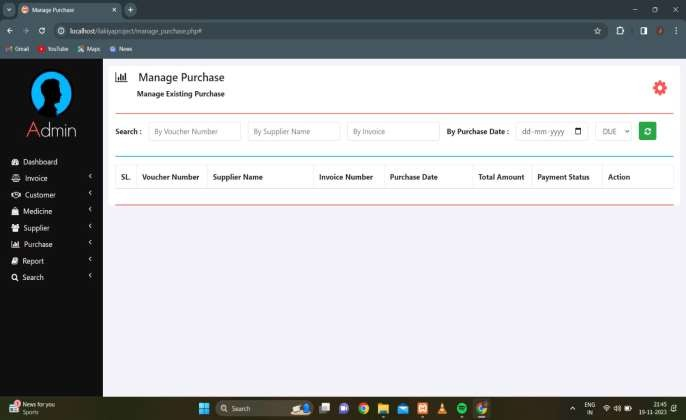 Manage Purchase
localhost/ilakiyaproject/manage_purchase.php#
Gmail YouTube Maps News
Manage Purchase
Manage Existing Purchase
Admin
Search : By Voucher Number By Supplier Name By Invoice By Purchase Date : dd-mm-yyyy DUE
Dashboard
Invoice
Customer
Medicine
Supplier
Purchase
Report
Search
SL. Voucher Number Supplier Name Invoice Number Purchase Date Total Amount Payment Status Action
News for you
Sports
Search
ENG
IN
21:45
19-11-2023